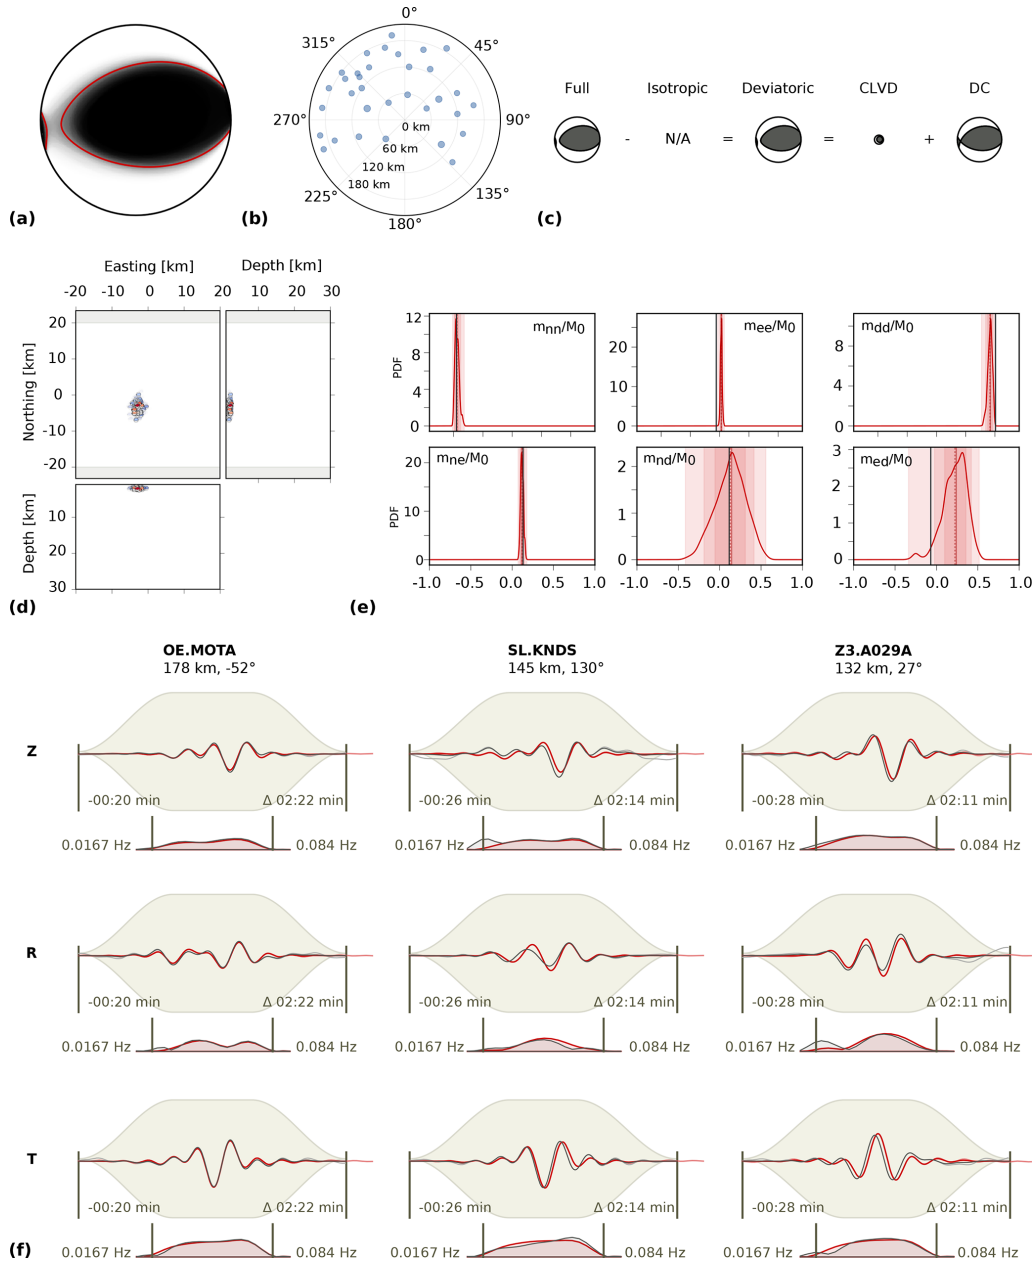 0°
315°
45°
270°
90°
0 km
60 km
120 km
180 km
225°
135°
180°
(a)
(b)
(c)
Full
Isotropic
Deviatoric
CLVD
DC
-
N/A
=
=
+
Easting [km]
Depth [km]
-20 -10 0 10 20 10 20 30
Northing [km]
20
10
0
-10
-20
Depth [km]
10
20
30
(d)
PDF
12
8
4
0
mnn/M0
20
10
0
mee/M0
8
4
0
mdd/M0
PDF
20
10
0
mne/M0
2
1
0
mnd/M0
3
2
1
0
med/M0
-1.0 -0.5 0.0 0.5 1.0
-1.0 -0.5 0.0 0.5 1.0
-1.0 -0.5 0.0 0.5 1.0
(e)
OE.MOTA
178 km, -52°
SL.KNDS
145 km, 130°
Z3.A029A
132 km, 27°
Z
-00:20 min Δ 02:22 min
-00:26 min Δ 02:14 min
-00:28 min Δ 02:11 min
0.0167 Hz 0.084 Hz
0.0167 Hz 0.084 Hz
0.0167 Hz 0.084 Hz
R
-00:20 min Δ 02:22 min
-00:26 min Δ 02:14 min
-00:28 min Δ 02:11 min
0.0167 Hz 0.084 Hz
0.0167 Hz 0.084 Hz
0.0167 Hz 0.084 Hz
T
-00:20 min Δ 02:22 min
-00:26 min Δ 02:14 min
-00:28 min Δ 02:11 min
(f)
0.0167 Hz 0.084 Hz
0.0167 Hz 0.084 Hz
0.0167 Hz 0.084 Hz